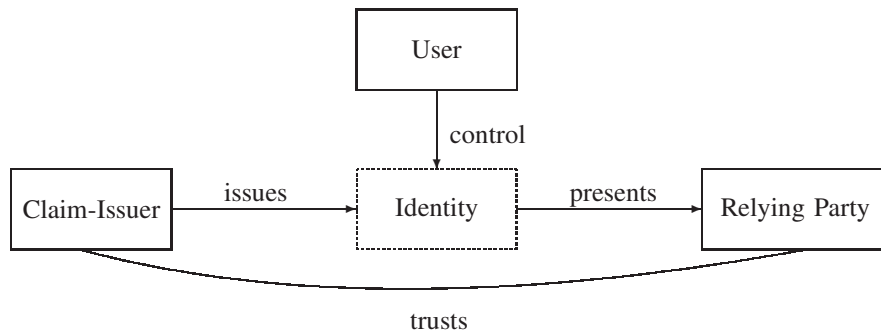 User
control
Claim-Issuer
issues
Identity
presents
Relying Party
trusts